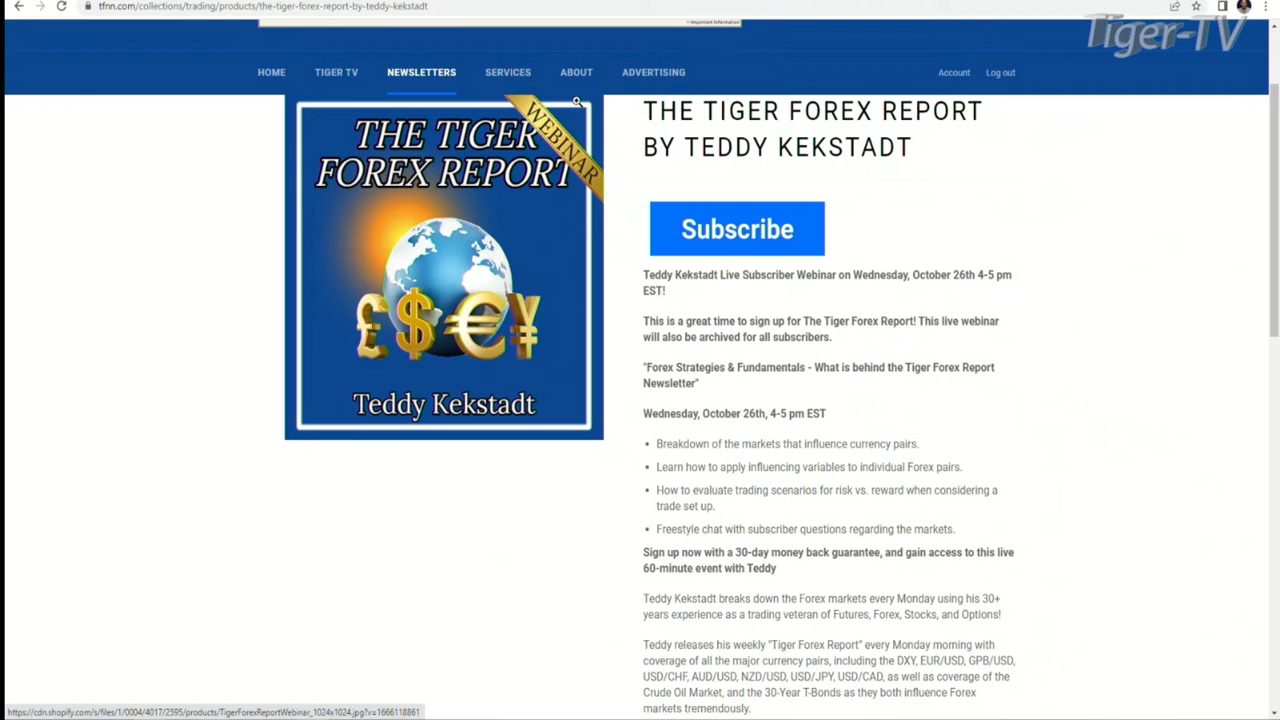 tfnn.com/collections/trading/products/the-tiger-forex-report-by-teddy-kekstadt
Tiger-TV
• Important Information
HOME TIGER TV NEWSLETTERS SERVICES ABOUT ADVERTISING Account Log out
THE TIGER
FOREX REPORT
WEBINAR
£$€¥
Teddy Kekstadt
THE TIGER FOREX REPORT
BY TEDDY KEKSTADT
Subscribe
Teddy Kekstadt Live Subscriber Webinar on Wednesday, October 26th 4-5 pm
EST!
This is a great time to sign up for The Tiger Forex Report! This live webinar
will also be archived for all subscribers.
"Forex Strategies & Fundamentals - What is behind the Tiger Forex Report
Newsletter"
Wednesday, October 26th, 4-5 pm EST
• Breakdown of the markets that influence currency pairs.
• Learn how to apply influencing variables to individual Forex pairs.
• How to evaluate trading scenarios for risk vs. reward when considering a
trade set up.
• Freestyle chat with subscriber questions regarding the markets.
Sign up now with a 30-day money back guarantee, and gain access to this live
60-minute event with Teddy
Teddy Kekstadt breaks down the Forex markets every Monday using his 30+
years experience as a trading veteran of Futures, Forex, Stocks, and Options!
Teddy releases his weekly "Tiger Forex Report" every Monday morning with
coverage of all the major currency pairs, including the DXY, EUR/USD, GPB/USD,
USD/CHF, AUD/USD, NZD/USD, USD/JPY, USD/CAD, as well as coverage of the
Crude Oil Market, and the 30-Year T-Bonds as they both influence Forex
markets tremendously.
https://cdn.shopify.com/s/files/1/0004/4017/2595/products/TigerForexReportWebinar_1024x1024.jpg?v=1666118861